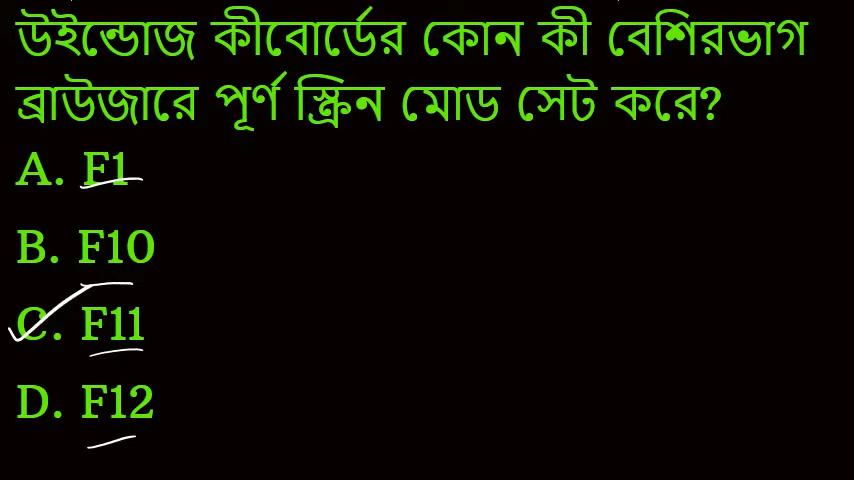 উইন্ডোজ কীবোর্ডের কোন কী বেশিরভাগ
ব্রাউজারে পূর্ণ স্ক্রিন মোড সেট করে?
A. F1
B. F10
C. F11
D. F12